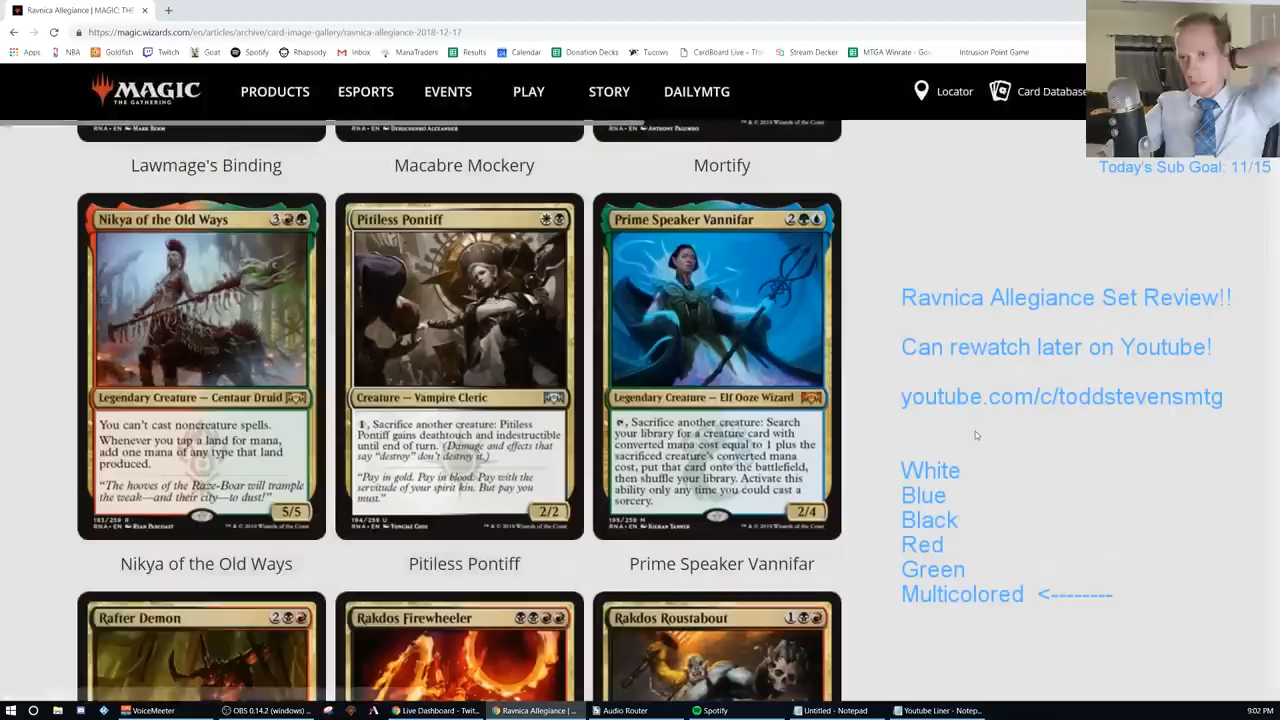 Ravnica Allegiance | MAGIC: THE
https://magic.wizards.com/en/articles/archive/card-image-gallery/ravnica-allegiance-2018-12-17
Apps NBA Goldfish Twitch Goat Spotify Rhapsody Inbox ManaTraders Results Calendar Donation Decks Tucows CardBoard Live - The Stream Decker MTGA Winrate - Goo Intrusion Point Game
MAGIC
THE GATHERING
PRODUCTS ESPORTS EVENTS PLAY STORY DAILYMTG Locator Card Database
Today's Sub Goal: 11/15
Lawmage's Binding Macabre Mockery Mortify
Nikya of the Old Ways 3
Legendary Creature — Centaur Druid
You can't cast noncreature spells.
Whenever you tap a land for mana,
add one mana of any type that land
produced.
"The hooves of the Raze-Boar will trample
the weak—and their city—to dust!"
5/5
Pitiless Pontiff
Creature — Vampire Cleric
1, Sacrifice another creature: Pitiless
Pontiff gains deathtouch and indestructible
until end of turn. (Damage and effects that
say "destroy" don't destroy it.)
"Pay in gold. Pay in blood. Pay with the
servitude of your spirit kin. But pay you
must."
2/2
Prime Speaker Vannifar 2
Legendary Creature — Elf Ooze Wizard
, Sacrifice another creature: Search
your library for a creature card with
converted mana cost equal to 1 plus the
sacrificed creature's converted mana
cost, put that card onto the battlefield,
then shuffle your library. Activate this
ability only any time you could cast a
sorcery.
2/4
Nikya of the Old Ways Pitiless Pontiff Prime Speaker Vannifar
Rafter Demon 2
Rakdos Firewheeler
Rakdos Roustabout 1
Ravnica Allegiance Set Review!!
Can rewatch later on Youtube!
youtube.com/c/toddstevensmtg
White
Blue
Black
Red
Green
Multicolored <--------
VoiceMeeter OBS 0.14.2 (windows) ... Live Dashboard - Twit... Ravnica Allegiance | ... Audio Router Spotify Untitled - Notepad Youtube Liner - Notep... 9:02 PM